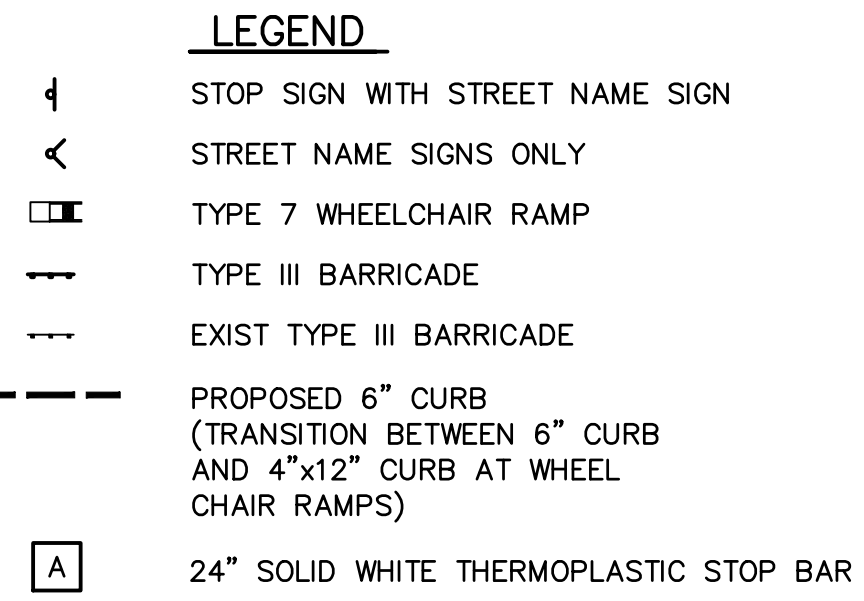 LEGEND
STOP SIGN WITH STREET NAME SIGN
STREET NAME SIGNS ONLY
TYPE 7 WHEELCHAIR RAMP
TYPE III BARRICADE
EXIST TYPE III BARRICADE
PROPOSED 6” CURB
(TRANSITION BETWEEN 6” CURB
AND 4”x12” CURB AT WHEEL
CHAIR RAMPS)
A 24” SOLID WHITE THERMOPLASTIC STOP BAR